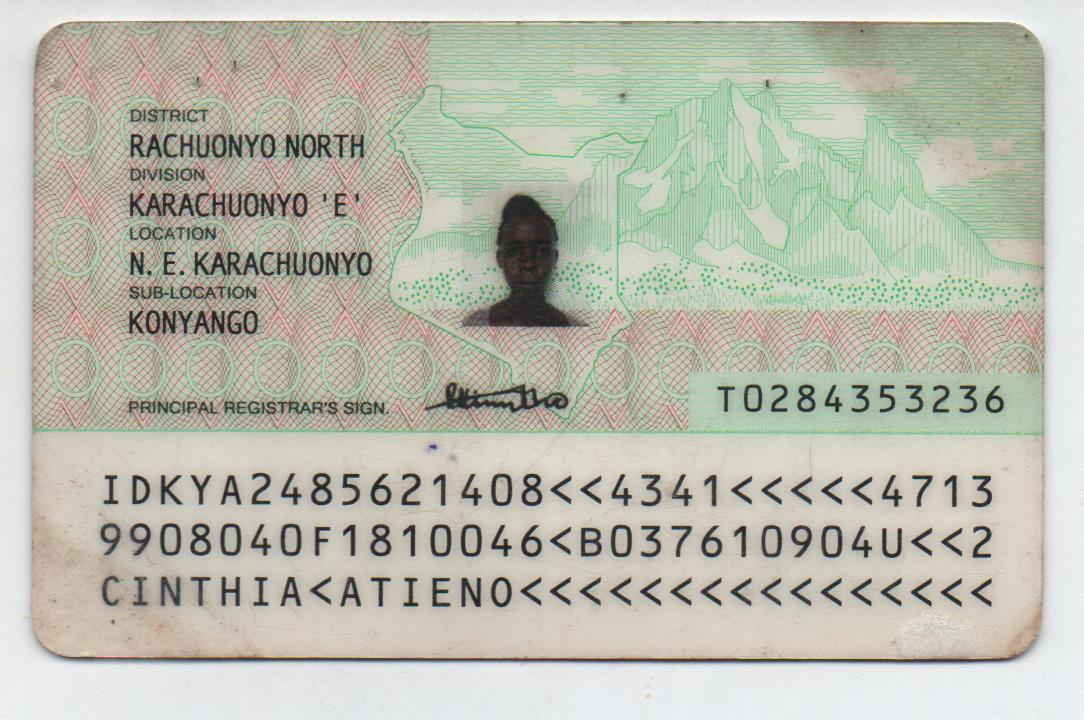 DISTRICT
RACHUONYO NORTH
DIVISION
KARACHUONYO 'E'
LOCATION
N. E. KARACHUONYO
SUB-LOCATION
KONYANGO
PRINCIPAL REGISTRAR'S SIGN.
T0284353236
IDKYA2485621408<<4341<<<<<4713
9908040F1810046<B037610904U<<2
CINTHIA<ATIENO<<<<<<<<<<<<<<<<